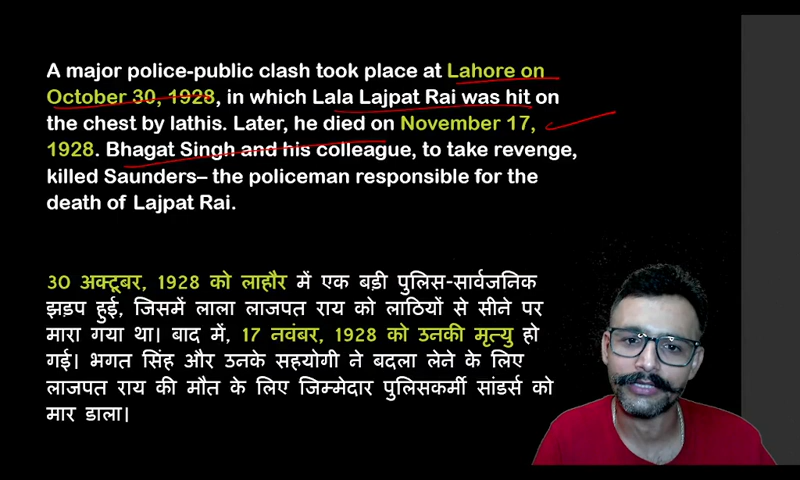 A major police-public clash took place at Lahore on
October 30, 1928, in which Lala Lajpat Rai was hit on
the chest by lathis. Later, he died on November 17,
1928. Bhagat Singh and his colleague, to take revenge,
killed Saunders– the policeman responsible for the
death of Lajpat Rai.
30 अक्टूबर, 1928 को लाहौर में एक बड़ी पुलिस-सार्वजनिक
झड़प हुई, जिसमें लाला लाजपत राय को लाठियों से सीने पर
मारा गया था। बाद में, 17 नवंबर, 1928 को उनकी मृत्यु हो
गई। भगत सिंह और उनके सहयोगी ने बदला लेने के लिए
लाजपत राय की मौत के लिए जिम्मेदार पुलिसकर्मी सांडर्स को
मार डाला।